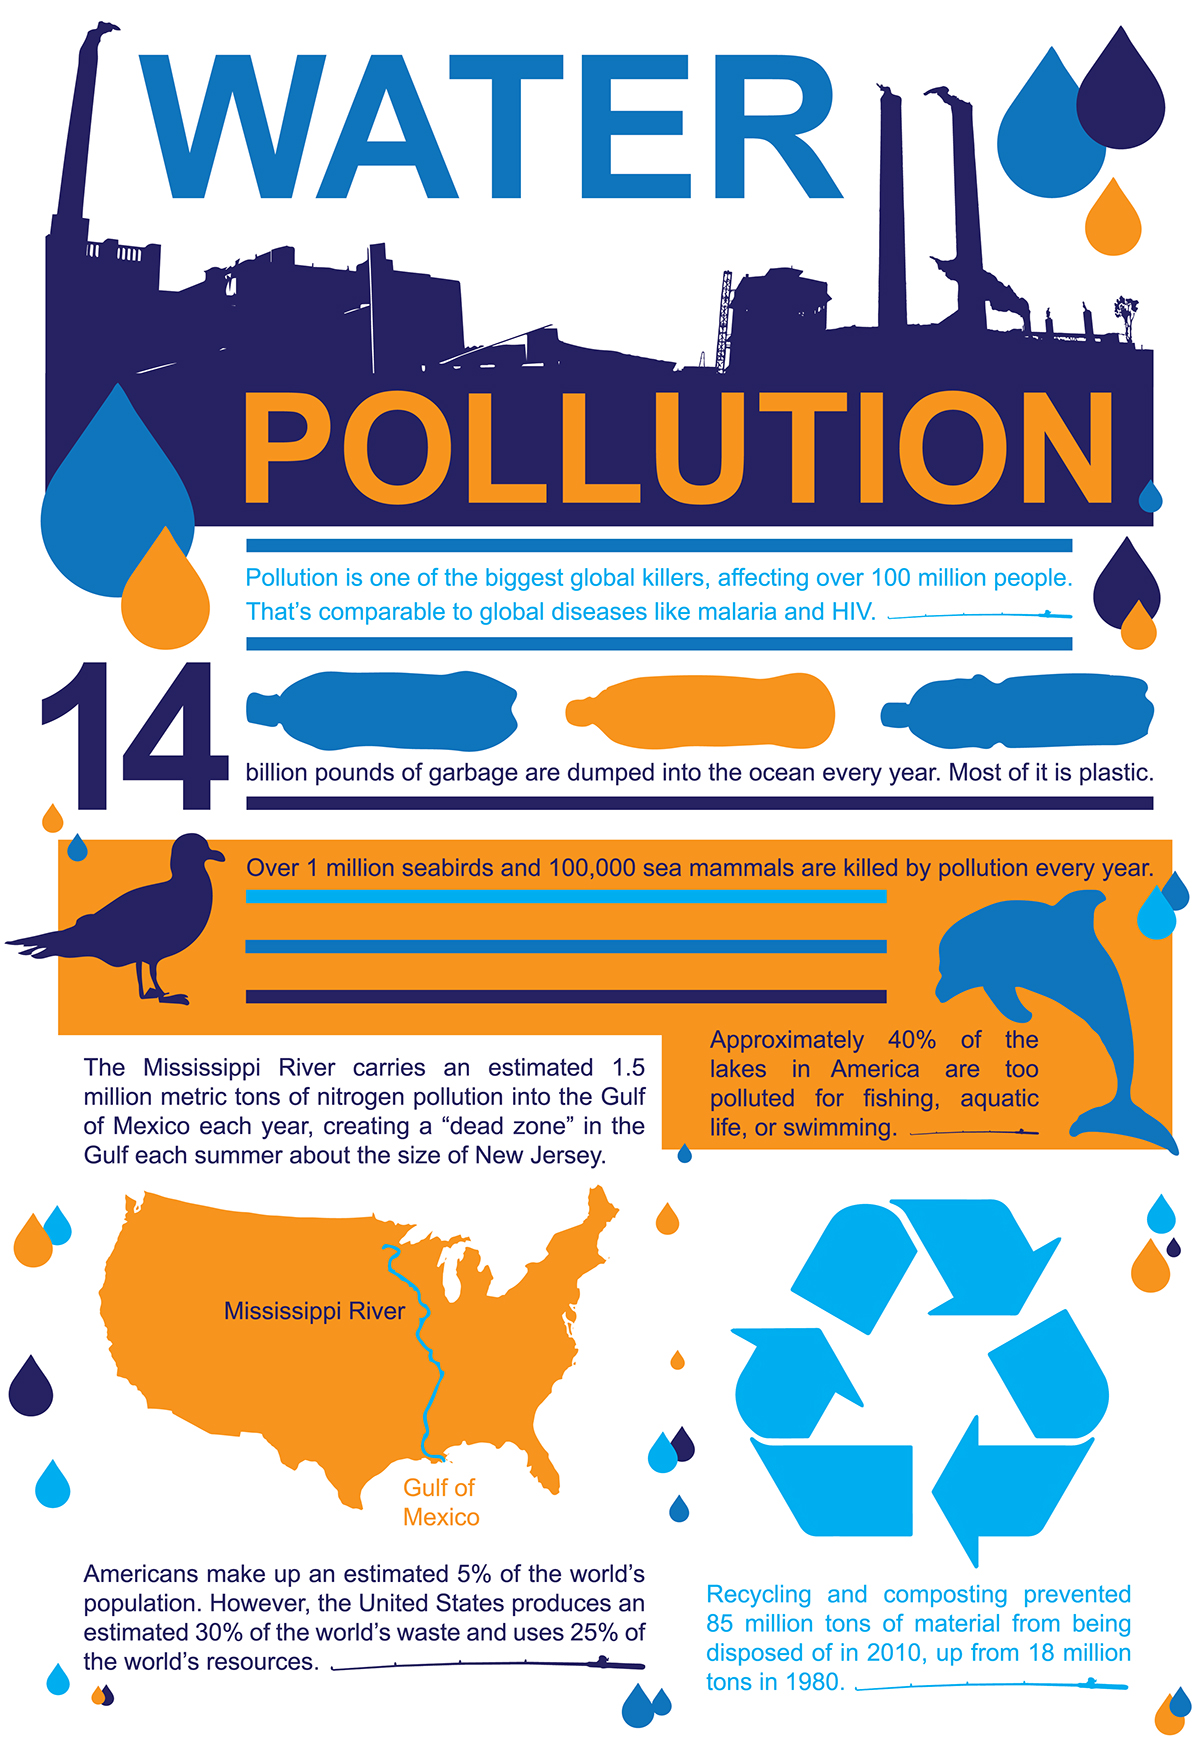 WATER
POLLUTION
Pollution is one of the biggest global killers, affecting over 100 million people.
That’s comparable to global diseases like malaria and HIV.
14
billion pounds of garbage are dumped into the ocean every year. Most of it is plastic.
Over 1 million seabirds and 100,000 sea mammals are killed by pollution every year.
Approximately 40% of the
lakes in America are too
polluted for fishing, aquatic
life, or swimming.
The Mississippi River carries an estimated 1.5
million metric tons of nitrogen pollution into the Gulf
of Mexico each year, creating a “dead zone” in the
Gulf each summer about the size of New Jersey.
Mississippi River
Gulf of
Mexico
Americans make up an estimated 5% of the world’s
population. However, the United States produces an
estimated 30% of the world’s waste and uses 25% of
the world’s resources.
Recycling and composting prevented
85 million tons of material from being
disposed of in 2010, up from 18 million
tons in 1980.